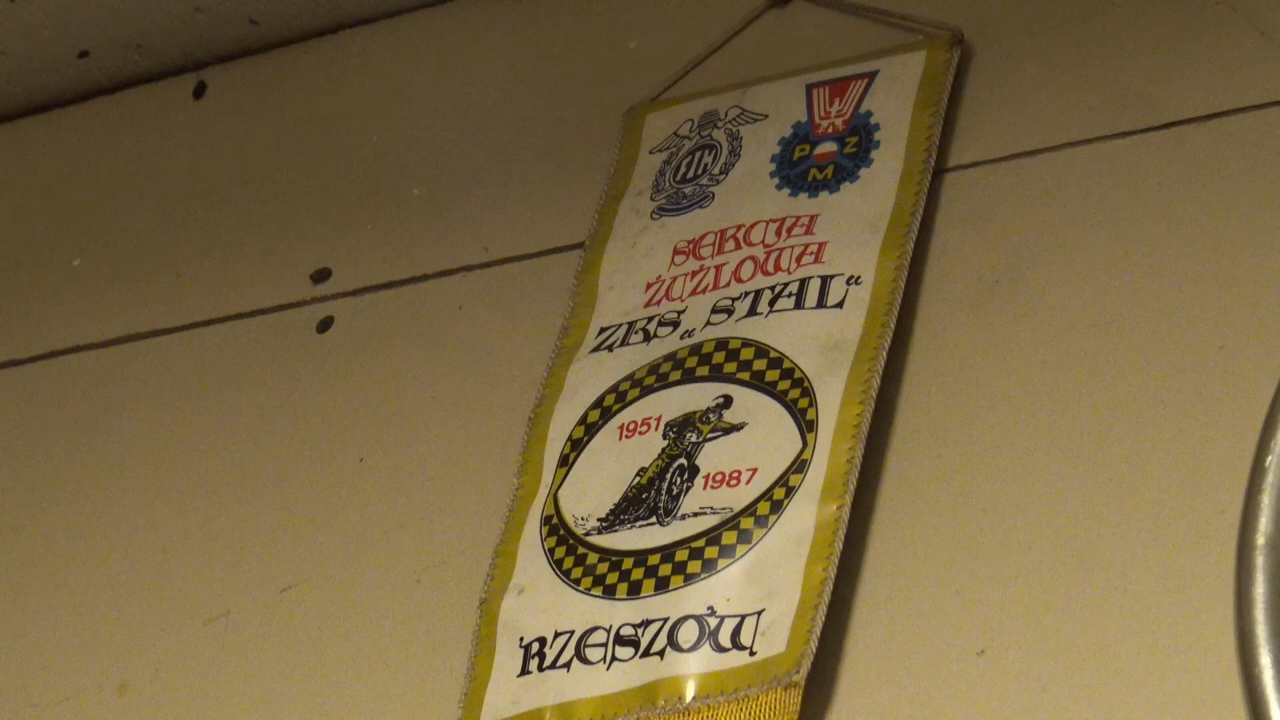 FIM
PZM
SEKCJA
ŻUŻLOWA
ZKS „STAL“
1951
1987
RZESZÓW